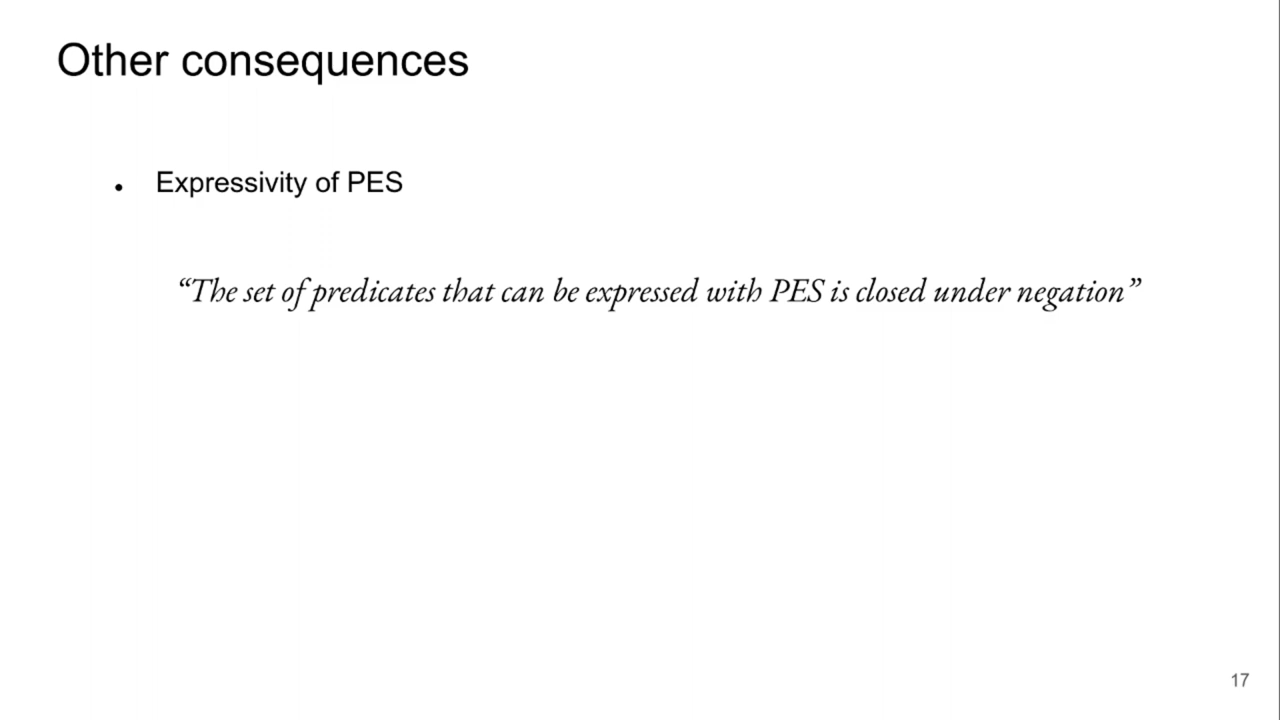 Other consequences
• Expressivity of PES
“The set of predicates that can be expressed with PES is closed under negation”
17